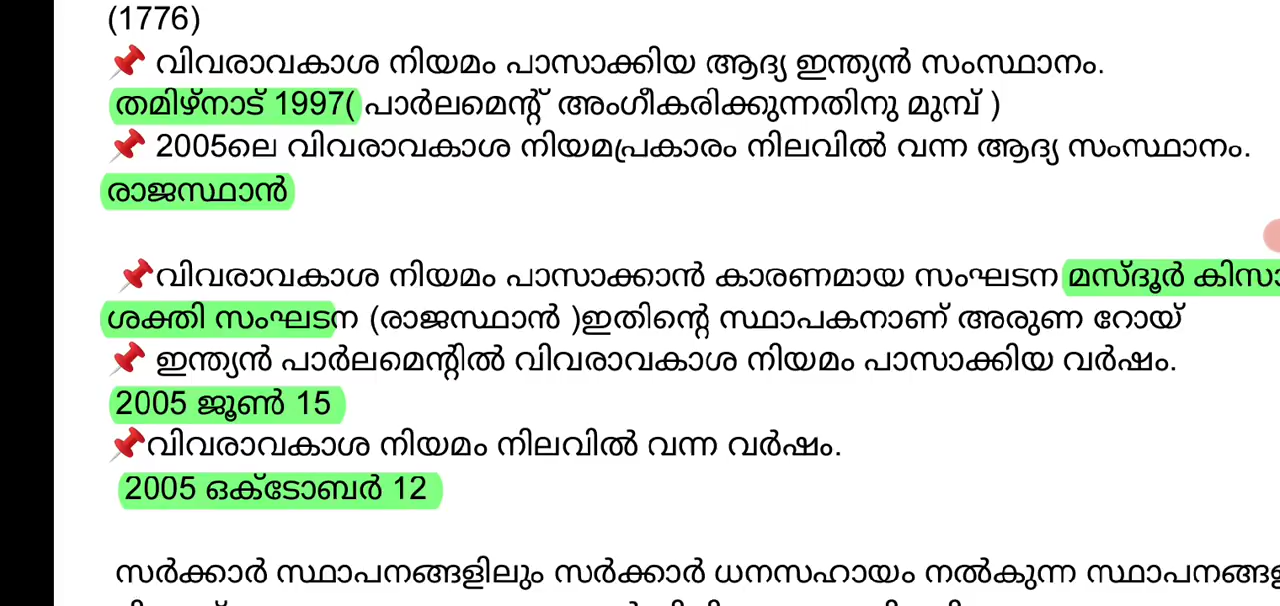 (1776)
📌 വിവരാവകാശ നിയമം പാസാക്കിയ ആദ്യ ഇന്ത്യൻ സംസ്ഥാനം.
തമിഴ്നാട് 1997( പാർലമെന്റ് അംഗീകരിക്കുന്നതിനു മുമ്പ് )
📌 2005ലെ വിവരാവകാശ നിയമപ്രകാരം നിലവിൽ വന്ന ആദ്യ സംസ്ഥാനം.
രാജസ്ഥാൻ
📌വിവരാവകാശ നിയമം പാസാക്കാൻ കാരണമായ സംഘടന മസ്ദൂർ കിസാ
ശക്തി സംഘടന (രാജസ്ഥാൻ )ഇതിന്റെ സ്ഥാപകനാണ് അരുണ റോയ്
📌 ഇന്ത്യൻ പാർലമെന്റിൽ വിവരാവകാശ നിയമം പാസാക്കിയ വർഷം.
2005 ജൂൺ 15
📌വിവരാവകാശ നിയമം നിലവിൽ വന്ന വർഷം.
2005 ഒക്ടോബർ 12
സർക്കാർ സ്ഥാപനങ്ങളിലും സർക്കാർ ധനസഹായം നൽകുന്ന